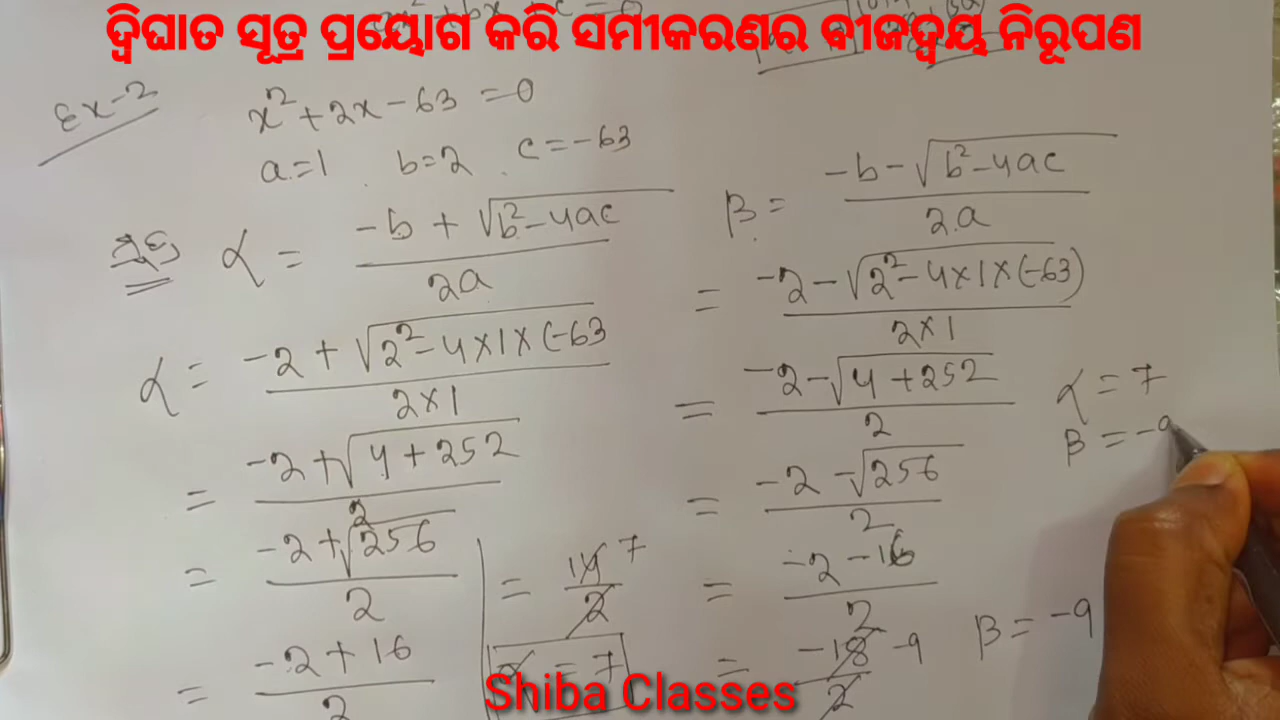 ଦ୍ୱିଘାତ ସୂତ୍ର ପ୍ରୟୋଗ କରି ସମୀକରଣର ବୀଜଦ୍ୱୟ ନିରୂପଣ
Ex-2
x² + 2x - 63 = 0
a=1 b=2 c=-63
α = (-b + √(b²-4ac)) / 2a
α = (-2 + √(2²-4×1×(-63) / 2×1
= (-2+√(4+252)) / 2
= (-2+√256) / 2
= (-2+16) / 2
= 14/2 7
α = 7
β = (-b-√(b²-4ac)) / 2a
= (-2-√(2²-4×1×(-63))) / 2×1
= (-2-√(4+252)) / 2
= (-2-√256) / 2
= (-2-16) / 2
= -18/2 -9
β = -9
α = 7
β = -9
Shiba Classes